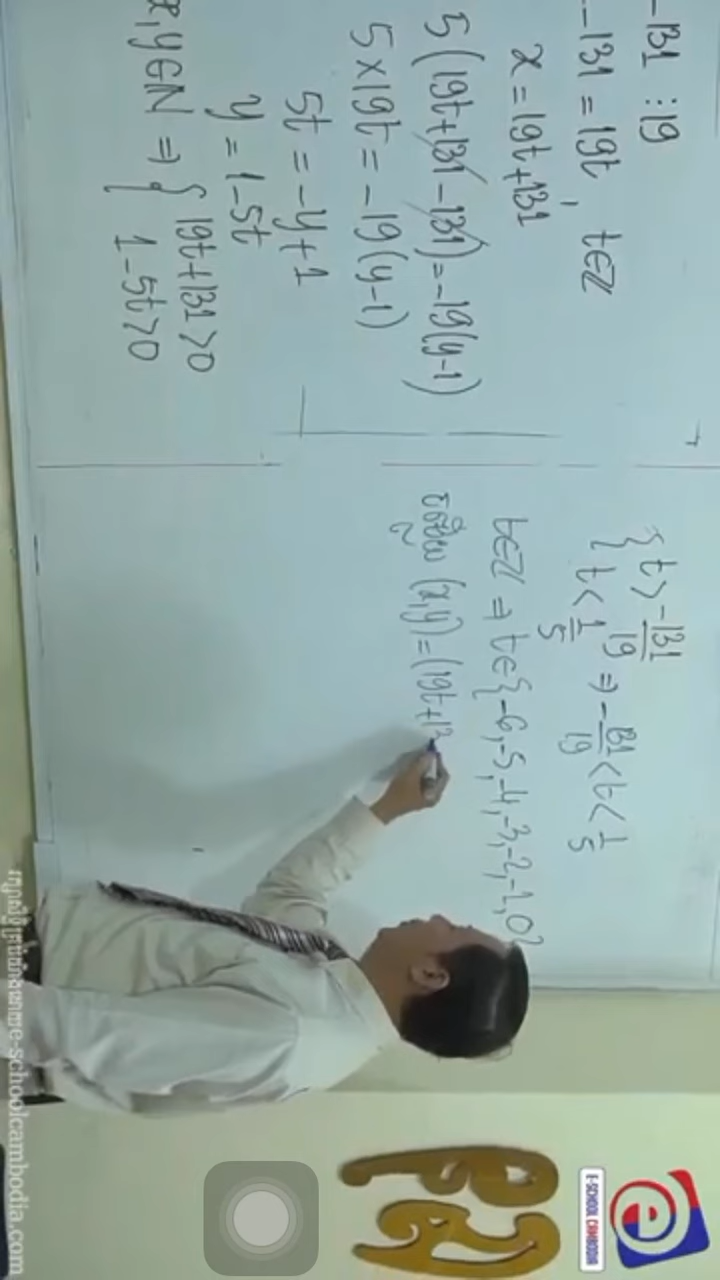 -131 ⋮ 19
-131 = 19t , t∈ℤ
x = 19t+131
5(19t+131-131) = -19(y-1)
5×19t = -19(y-1)
5t = -y+1
y = 1-5t
x,y∈N ⇒ { 19t+131>0
1-5t>0
{ t>-131/19
t<1/5 ⇒ -131/19<t<1/5
t∈ℤ ⇒ t∈{-6,-5,-4,-3,-2,-1,0}
(x,y)=(19t+13
e
E-SCHOOL CAMBODIA
e-schoolcambodia.com